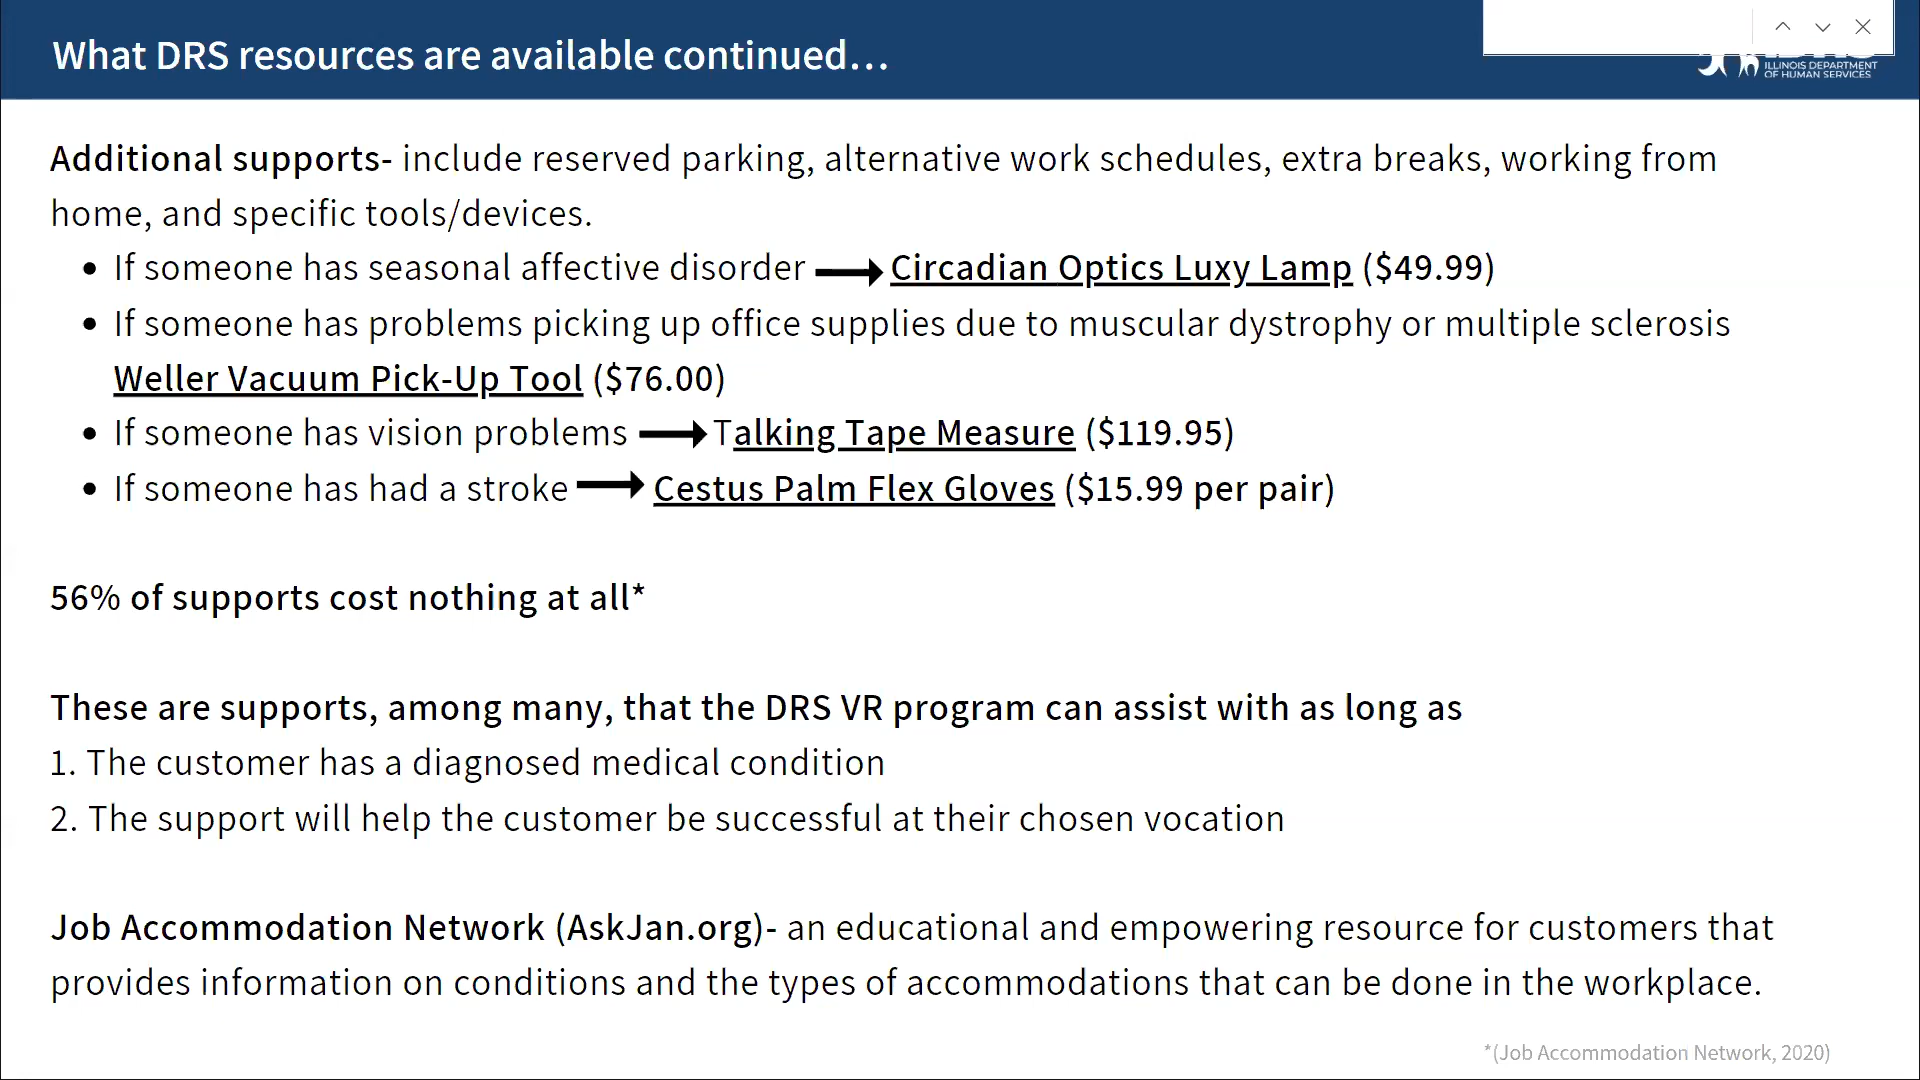 What DRS resources are available continued...
ILLINOIS DEPARTMENT
OF HUMAN SERVICES
Additional supports- include reserved parking, alternative work schedules, extra breaks, working from
home, and specific tools/devices.
• If someone has seasonal affective disorder → Circadian Optics Luxy Lamp ($49.99)
• If someone has problems picking up office supplies due to muscular dystrophy or multiple sclerosis
Weller Vacuum Pick-Up Tool ($76.00)
• If someone has vision problems → Talking Tape Measure ($119.95)
• If someone has had a stroke → Cestus Palm Flex Gloves ($15.99 per pair)
56% of supports cost nothing at all*
These are supports, among many, that the DRS VR program can assist with as long as
1. The customer has a diagnosed medical condition
2. The support will help the customer be successful at their chosen vocation
Job Accommodation Network (AskJan.org)- an educational and empowering resource for customers that
provides information on conditions and the types of accommodations that can be done in the workplace.
*(Job Accommodation Network, 2020)